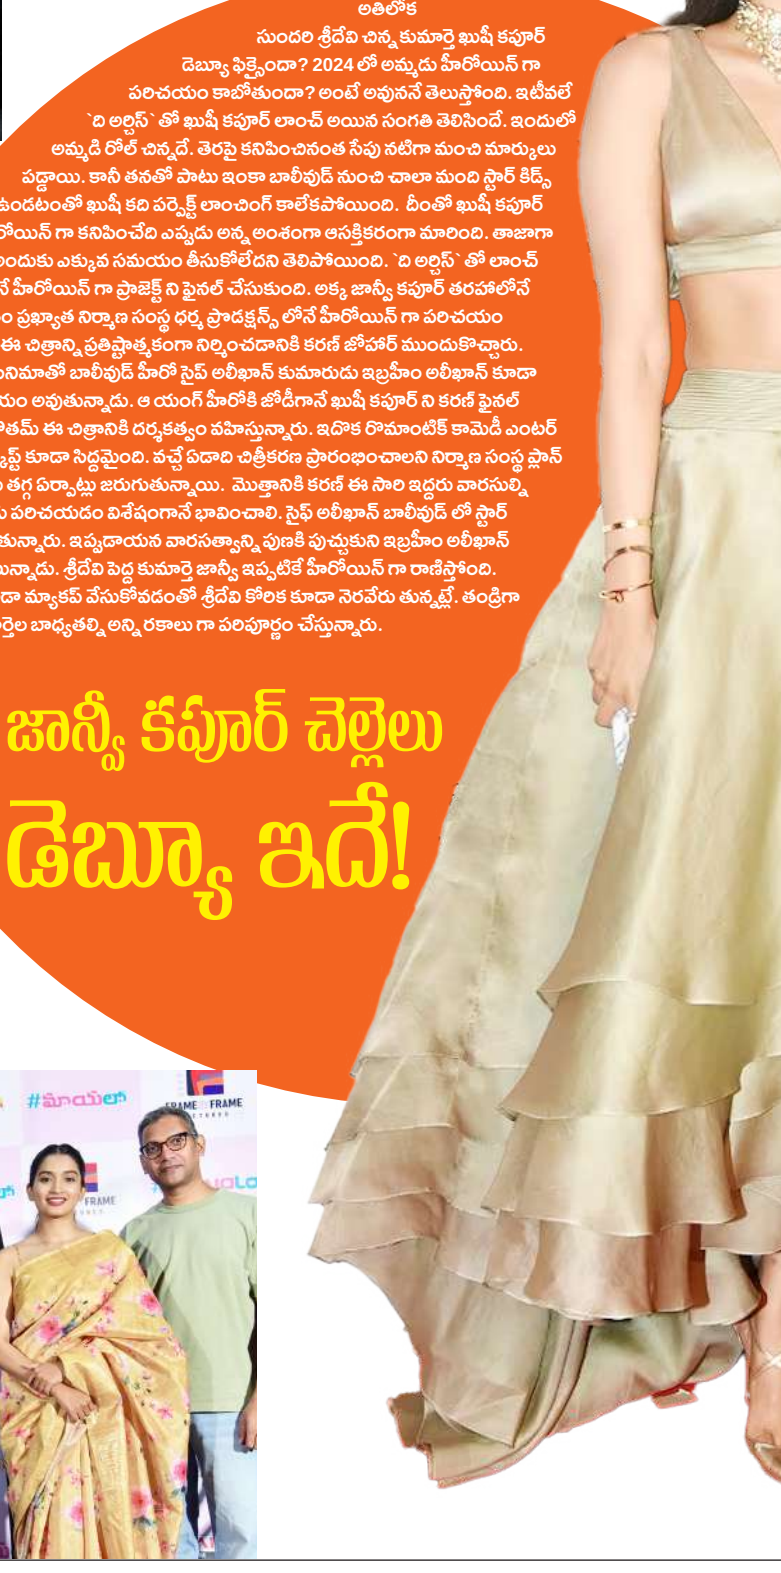 అతిలోక
సుందరి శ్రీదేవి చిన్న కుమార్తె ఖుషీ కపూర్
డెబ్యూ ఫిక్సైందా? 2024 లో అమ్మడు హీరోయిన్ గా
పరిచయం కాబోతుందా? అంటే అవుననే తెలుస్తోంది. ఇటీవలే
`ది అర్చిస్` తో ఖుషీ కపూర్ లాంచ్ అయిన సంగతి తెలిసిందే. ఇందులో
అమ్మడి రోల్ చిన్నదే. తెరపై కనిపించినంత సేపు నటిగా మంచి మార్కులు
పడ్డాయి. కానీ తనతో పాటు ఇంకా బాలీవుడ్ నుంచి చాలా మంది స్టార్ కిడ్స్
ఉండటంతో ఖుషీ కది పర్ఫెక్ట్ లాంచింగ్ కాలేకపోయింది. దీంతో ఖుషీ కపూర్
రోయిన్ గా కనిపించేది ఎప్పుడు అన్న అంశంగా ఆసక్తికరంగా మారింది. తాజాగా
అందుకు ఎక్కువ సమయం తీసుకోలేదని తెలిపోయింది. `ది అర్చిస్` తో లాంచ్
నే హీరోయిన్ గా ప్రాజెక్ట్ ని ఫైనల్ చేసుకుంది. అక్క జాన్వీ కపూర్ తరహాలోనే
ప్రఖ్యాత నిర్మాణ సంస్థ ధర్మ ప్రొడక్షన్స్ లోనే హీరోయిన్ గా పరిచయం
ఈ చిత్రాన్ని ప్రతిష్టాత్మకంగా నిర్మించడానికి కరణ్ జోహార్ ముందుకొచ్చారు.
నిమాతో బాలీవుడ్ హీరో సైప్ అలీఖాన్ కుమారుడు ఇబ్రహీం అలీఖాన్ కూడా
యం అవుతున్నాడు. ఆ యంగ్ హీరోకి జోడీగానే ఖుషీ కపూర్ ని కరణ్ ఫైనల్
తమ్ ఈ చిత్రానికి దర్శకత్వం వహిస్తున్నారు. ఇదొక రొమాంటిక్ కామెడీ ఎంటర్
కూడా సిద్దమైంది. వచ్చే ఏడాది చిత్రీకరణ ప్రారంభించాలని నిర్మాణ సంస్థ ప్లాన్
తగ్గ ఏర్పాట్లు జరుగుతున్నాయి. మొత్తానికి కరణ్ ఈ సారి ఇద్దరు వారసుల్ని
పరిచయడం విశేషంగానే భావించాలి. సైఫ్ అలీఖాన్ బాలీవుడ్ లో స్టార్
తున్నారు. ఇప్పుడాయన వారసత్వాన్ని పుణికి పుచ్చుకుని ఇబ్రహీం అలీఖాన్
న్నాడు. శ్రీదేవి పెద్ద కుమార్తె జాన్వీ ఇప్పటికే హీరోయిన్ గా రాణిస్తోంది.
డా మ్యాకప్ వేసుకోవడంతో శ్రీదేవి కోరిక కూడా నెరవేరు తున్నట్లే. తండ్రిగా
ర్తెల బాధ్యతల్ని అన్ని రకాలు గా పరిపూర్ణం చేస్తున్నారు.
జాన్వీ కపూర్ చెల్లెలు
డెబ్యూ ఇదే!
#మాయలో
FRAME FRAME
FRAME